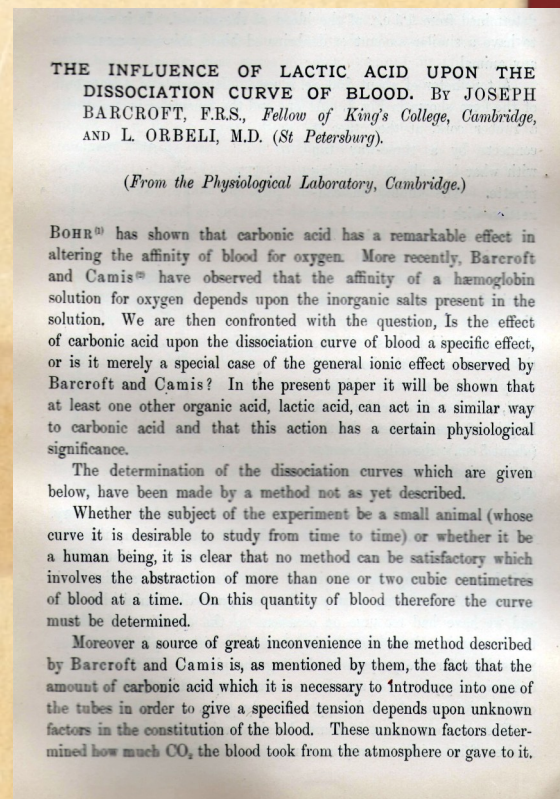 THE INFLUENCE OF LACTIC ACID UPON THE
DISSOCIATION CURVE OF BLOOD. By JOSEPH
BARCROFT, F.R.S., Fellow of King's College, Cambridge,
AND L. ORBELI, M.D. (St Petersburg).
(From the Physiological Laboratory, Cambridge.)
BOHR(1) has shown that carbonic acid has a remarkable effect in
altering the affinity of blood for oxygen. More recently, Barcroft
and Camis(2) have observed that the affinity of a hæmoglobin
solution for oxygen depends upon the inorganic salts present in the
solution. We are then confronted with the question, Is the effect
of carbonic acid upon the dissociation curve of blood a specific effect,
or is it merely a special case of the general ionic effect observed by
Barcroft and Camis? In the present paper it will be shown that
at least one other organic acid, lactic acid, can act in a similar way
to carbonic acid and that this action has a certain physiological
significance.
The determination of the dissociation curves which are given
below, have been made by a method not as yet described.
Whether the subject of the experiment be a small animal (whose
curve it is desirable to study from time to time) or whether it be
a human being, it is clear that no method can be satisfactory which
involves the abstraction of more than one or two cubic centimetres
of blood at a time. On this quantity of blood therefore the curve
must be determined.
Moreover a source of great inconvenience in the method described
by Barcroft and Camis is, as mentioned by them, the fact that the
amount of carbonic acid which it is necessary to introduce into one of
the tubes in order to give a specified tension depends upon unknown
factors in the constitution of the blood. These unknown factors deter-
mined how much CO₂ the blood took from the atmosphere or gave to it.